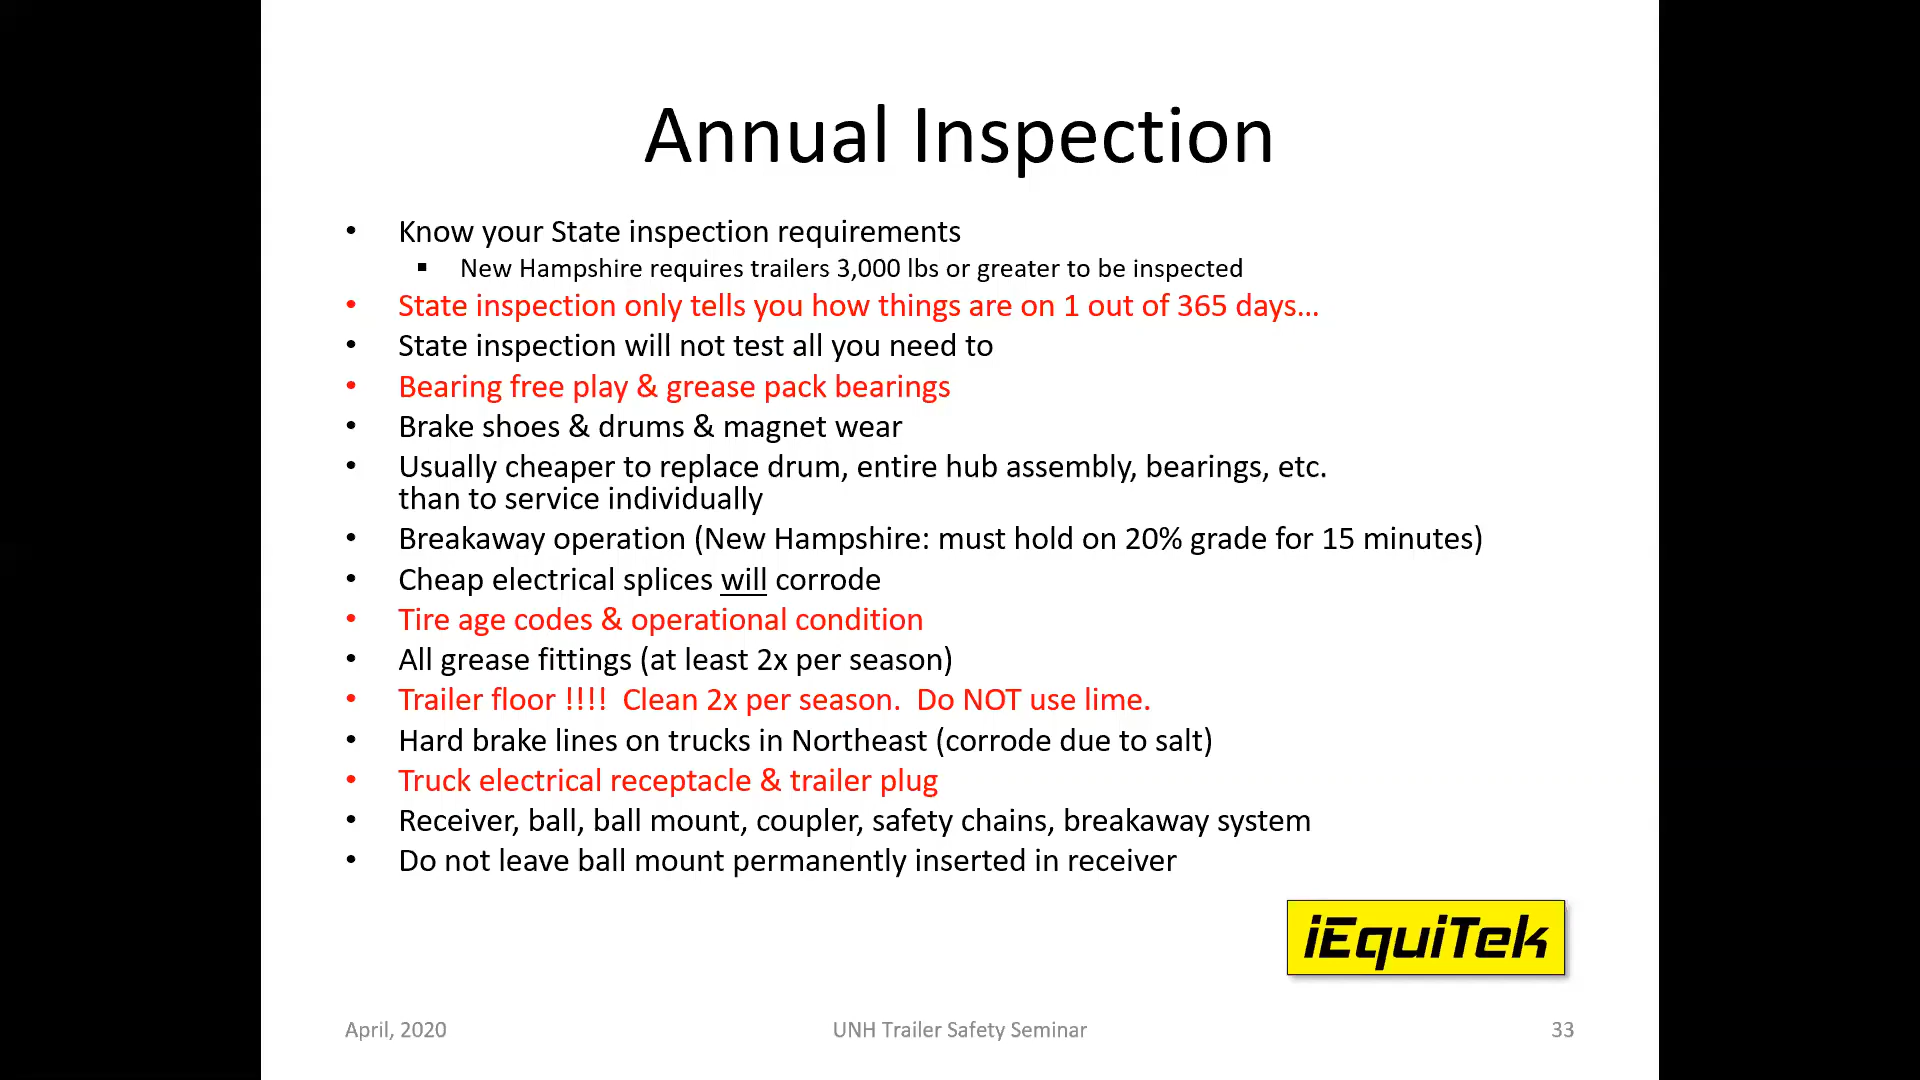 Annual Inspection
• Know your State inspection requirements
▪ New Hampshire requires trailers 3,000 lbs or greater to be inspected
• State inspection only tells you how things are on 1 out of 365 days...
• State inspection will not test all you need to
• Bearing free play & grease pack bearings
• Brake shoes & drums & magnet wear
• Usually cheaper to replace drum, entire hub assembly, bearings, etc.
than to service individually
• Breakaway operation (New Hampshire: must hold on 20% grade for 15 minutes)
• Cheap electrical splices will corrode
• Tire age codes & operational condition
• All grease fittings (at least 2x per season)
• Trailer floor !!!!  Clean 2x per season.  Do NOT use lime.
• Hard brake lines on trucks in Northeast (corrode due to salt)
• Truck electrical receptacle & trailer plug
• Receiver, ball, ball mount, coupler, safety chains, breakaway system
• Do not leave ball mount permanently inserted in receiver
iEquiTek
April, 2020 UNH Trailer Safety Seminar 33